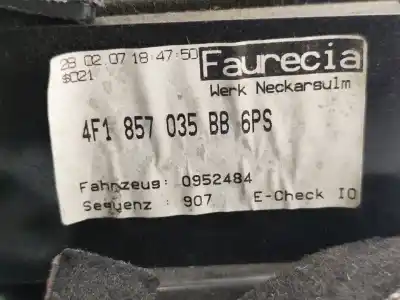 28.02.07 18:47:50 Faurecia
$021
Werk Neckarsulm
4F1 857 035 BB 6PS
Fahrzeug: 0952484
Sequenz : 907 E-Check IO